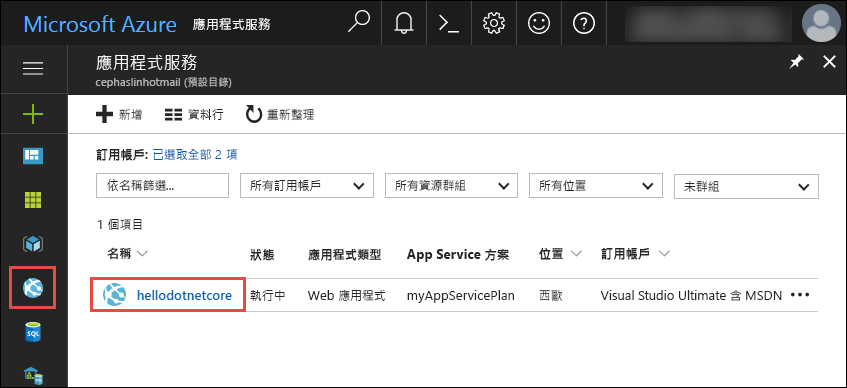 Microsoft Azure 應用程式服務
應用程式服務
cephaslinhotmail (預設目錄)
新增 資料行 重新整理
訂用帳戶: 已選取全部 2 項
依名稱篩選... 所有訂用帳戶 所有資源群組 所有位置 未群組
1 個項目
名稱 狀態 應用程式類型 App Service 方案 位置 訂用帳戶
hellodotnetcore 執行中 Web 應用程式 myAppServicePlan 西歐 Visual Studio Ultimate 含 MSDN
SQL